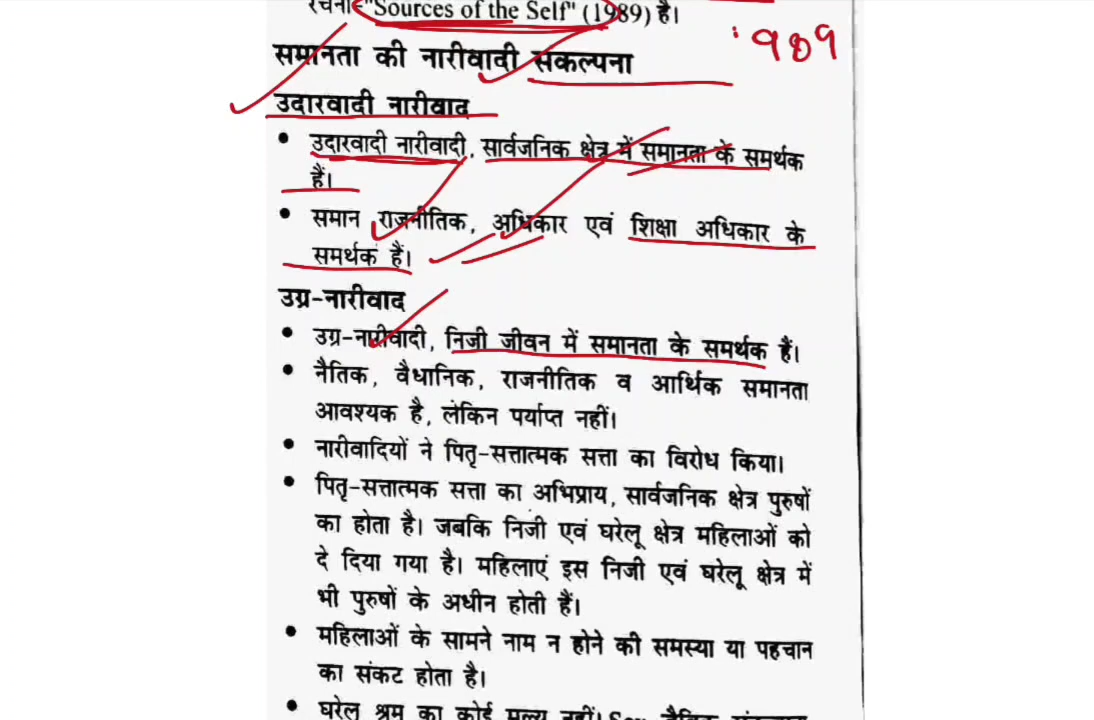 रचना-"Sources of the Self" (1989) है।
1989
समानता की नारीवादी संकल्पना
उदारवादी नारीवाद
• उदारवादी नारीवादी, सार्वजनिक क्षेत्र में समानता के समर्थक
हैं।
• समान राजनीतिक, अधिकार एवं शिक्षा अधिकार के
समर्थक हैं।
उग्र-नारीवाद
• उग्र-नारीवादी, निजी जीवन में समानता के समर्थक हैं।
• नैतिक, वैधानिक, राजनीतिक व आर्थिक समानता
आवश्यक है, लेकिन पर्याप्त नहीं।
• नारीवादियों ने पितृ-सत्तात्मक सत्ता का विरोध किया।
• पितृ-सत्तात्मक सत्ता का अभिप्राय, सार्वजनिक क्षेत्र पुरुषों
का होता है। जबकि निजी एवं घरेलू क्षेत्र महिलाओं को
दे दिया गया है। महिलाएं इस निजी एवं घरेलू क्षेत्र में
भी पुरुषों के अधीन होती हैं।
• महिलाओं के सामने नाम न होने की समस्या या पहचान
का संकट होता है।
• घरेलू श्रम का कोई मूल्य नहीं।